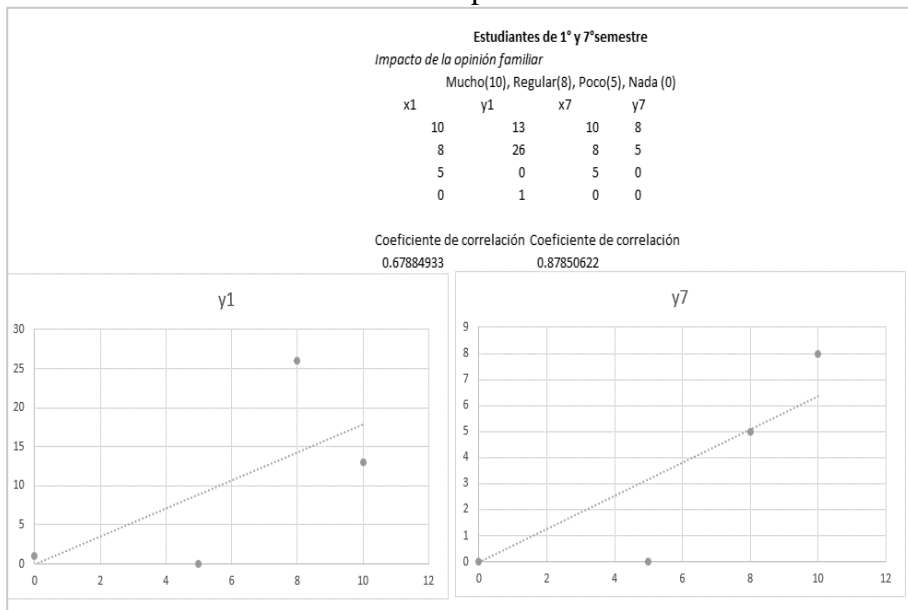 Estudiantes de 1° y 7°semestre
Impacto de la opinión familiar
Mucho(10), Regular(8), Poco(5), Nada (0)
x1 y1 x7 y7
10 13 10 8
8 26 8 5
5 0 5 0
0 1 0 0
Coeficiente de correlación Coeficiente de correlación
0.67884933 0.87850622
y1
30
25
20
15
10
5
0
0 2 4 6 8 10 12
y7
9
8
7
6
5
4
3
2
1
0
0 2 4 6 8 10 12